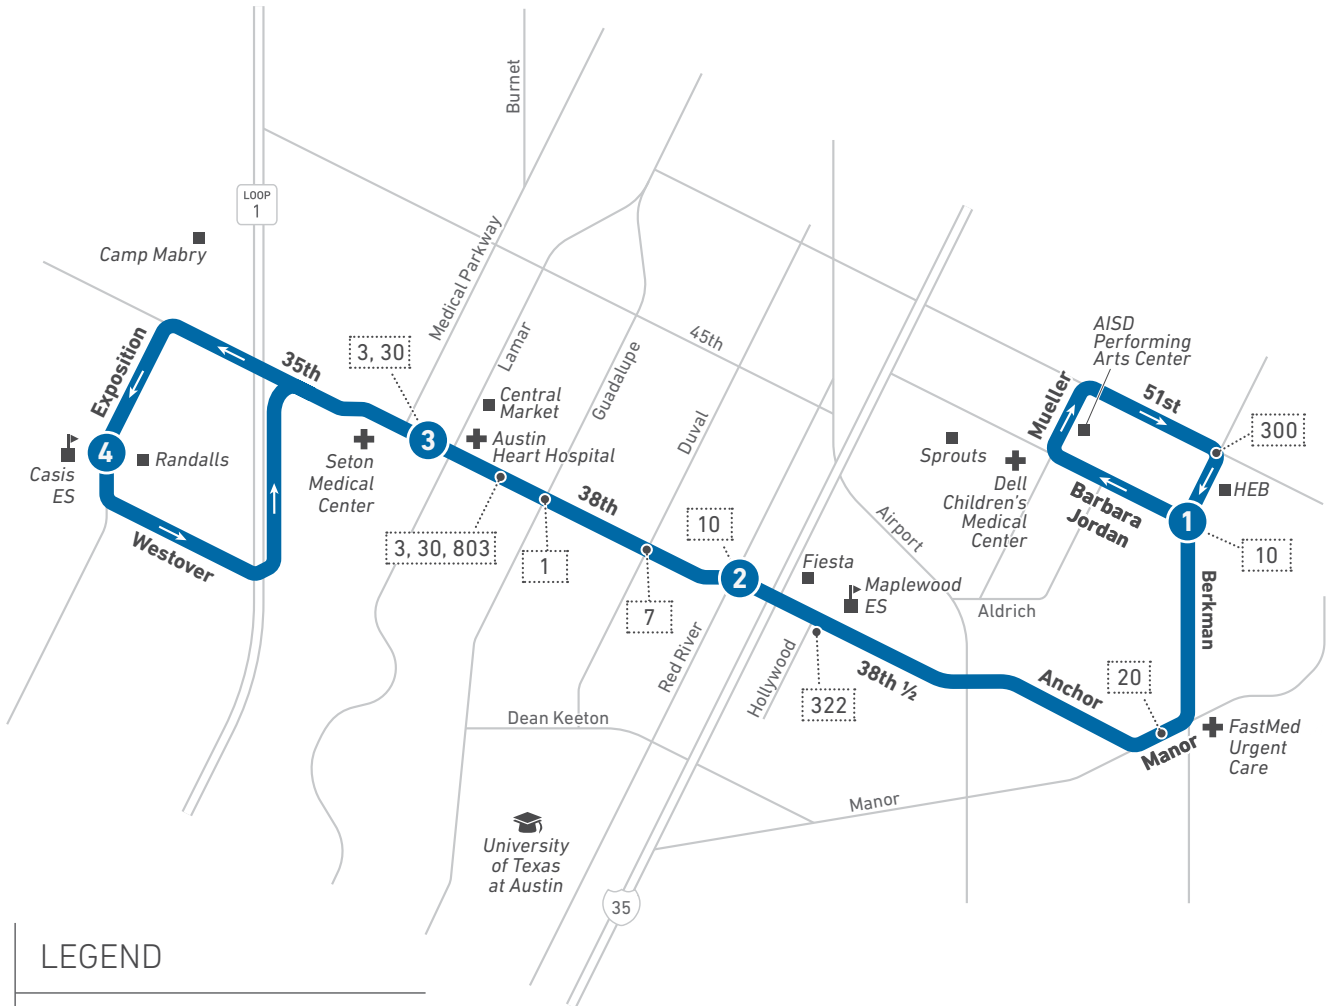 Burnet
LOOP
1
Camp Mabry
Medical Parkway
Lamar
Guadalupe
45th
Duval
AISD
Performing
Arts Center
Mueller
51st
300
HEB
Exposition
35th
3, 30
Central
Market
Austin
Heart Hospital
3
4
Casis
ES
Randalls
Seton
Medical
Center
Westover
38th
3, 30, 803
1
7
10
2
Fiesta
Maplewood
ES
Airport
Sprouts
Dell
Children's
Medical
Center
Barbara
Jordan
1
10
Aldrich
Berkman
Red River
Hollywood
322
38th ½
Anchor
20
Manor
FastMed
Urgent
Care
Dean Keeton
Manor
University
of Texas
at Austin
35
LEGEND